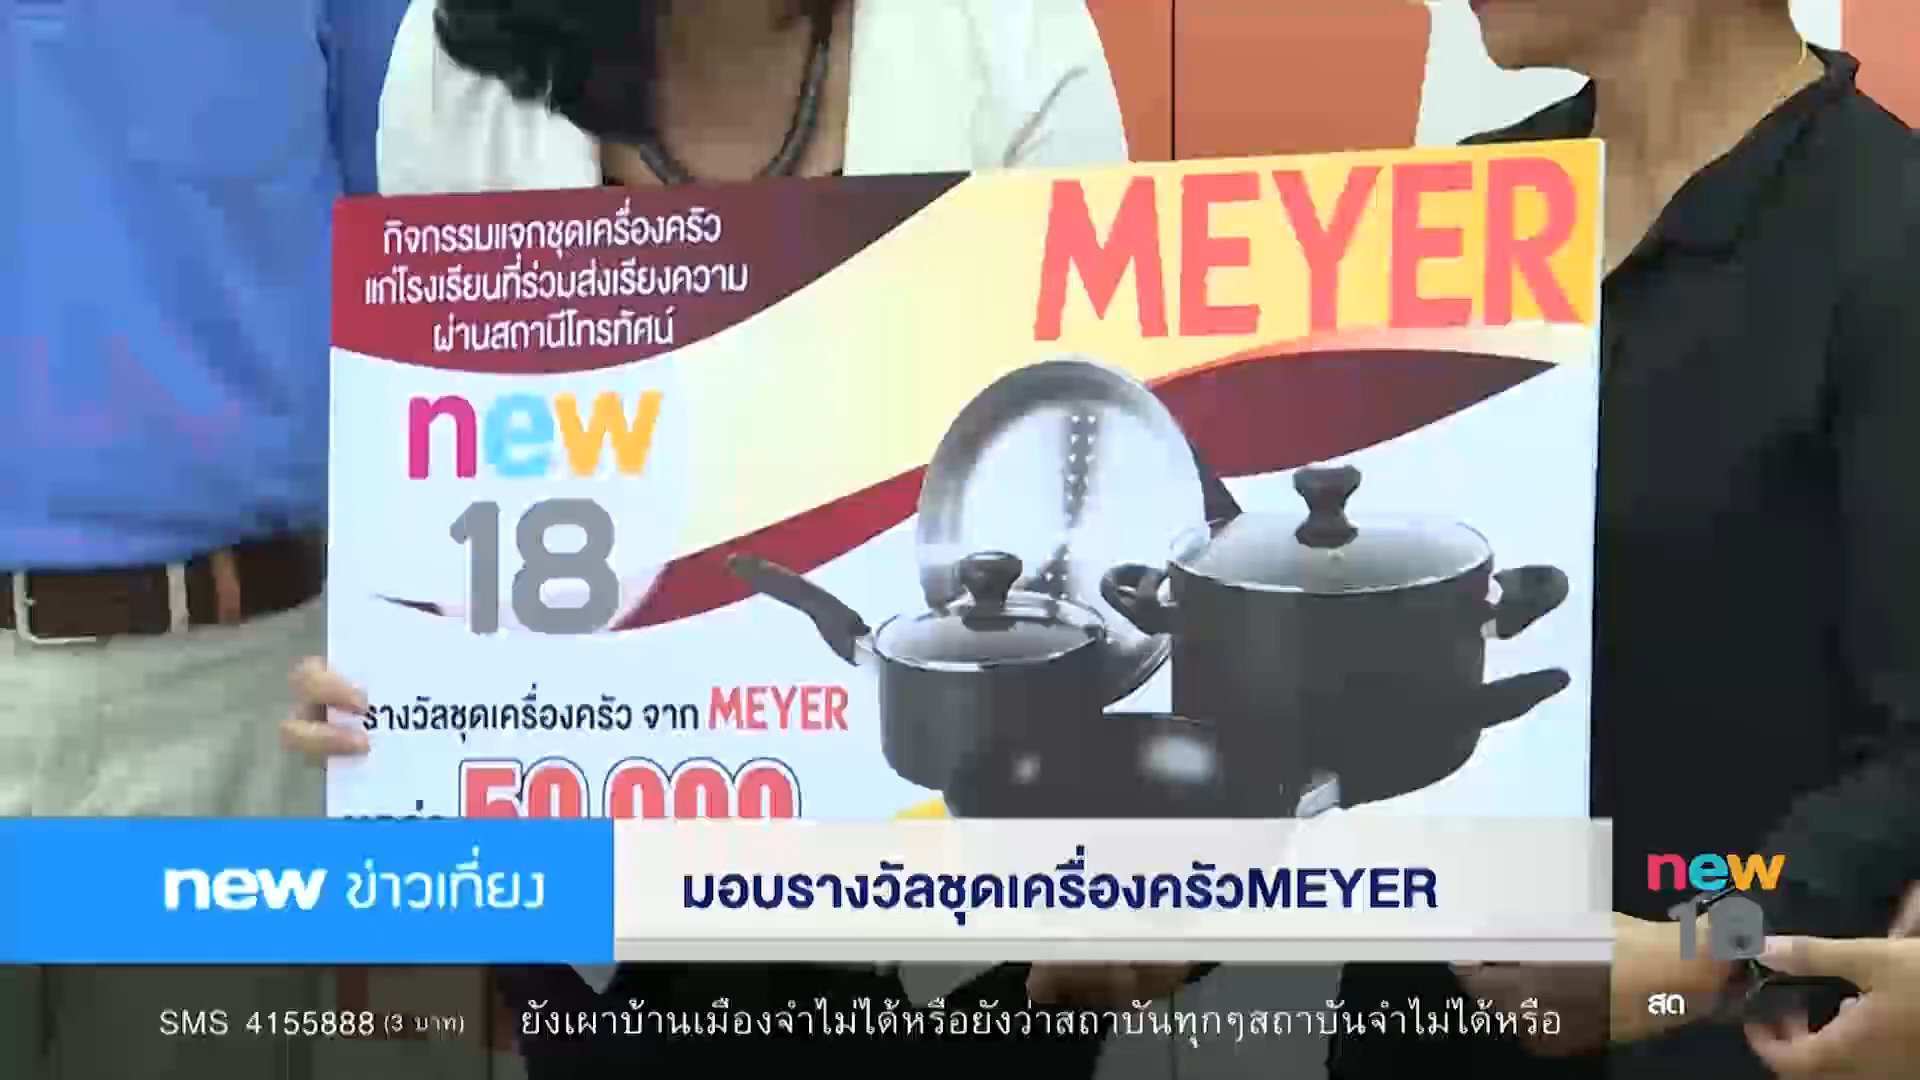 กิจกรรมแจกชุดเครื่องครัว
แก่โรงเรียนที่ร่วมส่งเรียงความ
ผ่านสถานีโทรทัศน์
new
18
MEYER
รางวัลชุดเครื่องครัว จาก MEYER
50,000
new ข่าวเที่ยง
มอบรางวัลชุดเครื่องครัวMEYER
new
18
สด
SMS 4155888 (3 บาท)
ยังเผาบ้านเมืองจำไม่ได้หรือยังว่าสถาบันทุกๆสถาบันจำไม่ได้หรือ